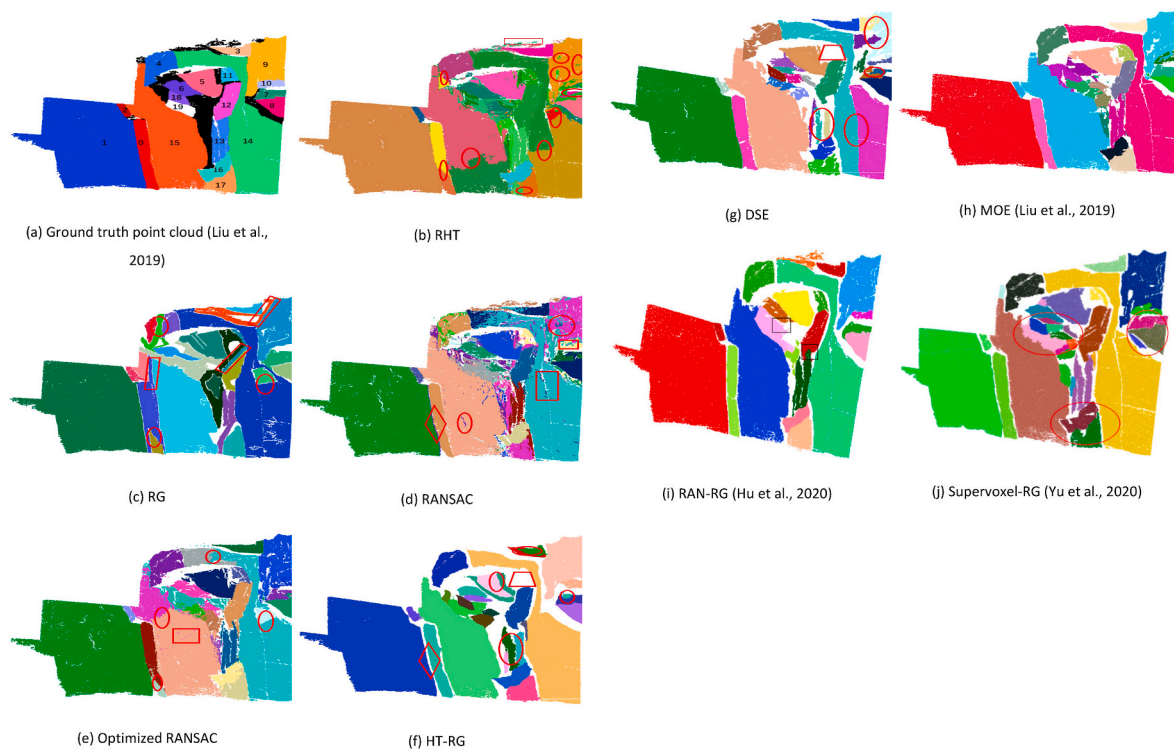 3
9
4
11
5
10
6
7
18
8
19
12
1
15
13
14
16
17
(a) Ground truth point cloud (Liu et al.,
2019)
(b) RHT
(c) RG
(d) RANSAC
(e) Optimized RANSAC
(f) HT-RG
(g) DSE
(h) MOE (Liu et al., 2019)
(i) RAN-RG (Hu et al., 2020)
(j) Supervoxel-RG (Yu et al., 2020)